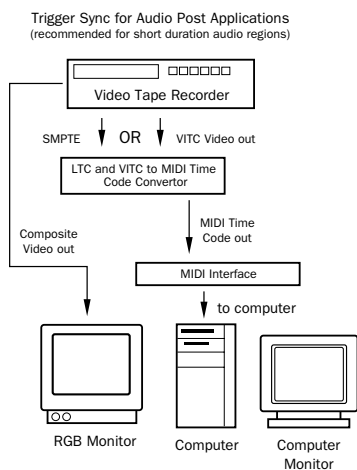 Trigger Sync for Audio Post Applications
(recommended for short duration audio regions)
Video Tape Recorder
SMPTE
OR
VITC Video out
LTC and VITC to MIDI Time
Code Convertor
Composite
Video out
MIDI Time
Code out
MIDI Interface
to computer
RGB Monitor
Computer
Computer
Monitor